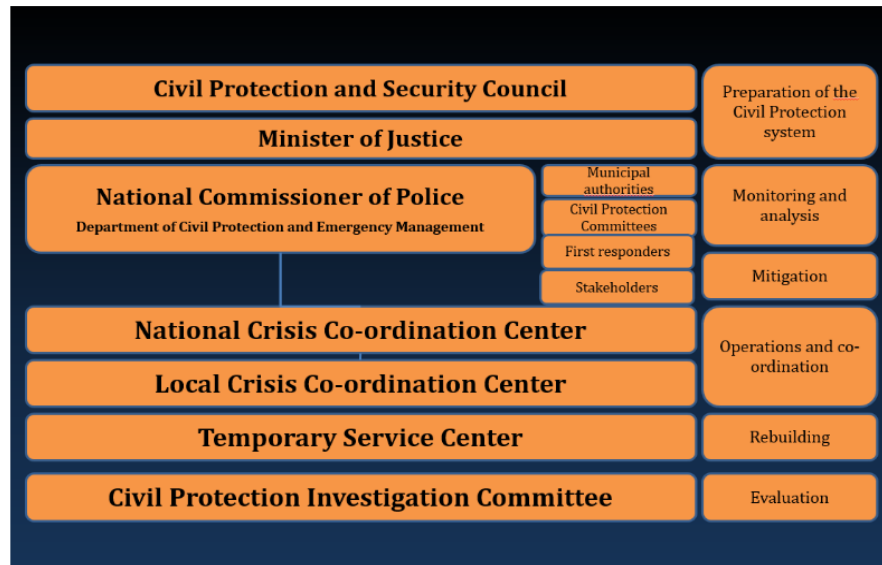 Civil Protection and Security Council
Minister of Justice
Preparation of the
Civil Protection
system
National Commissioner of Police
Department of Civil Protection and Emergency Management
Municipal
authorities
Civil Protection
Committees
First responders
Stakeholders
Monitoring and
analysis
Mitigation
National Crisis Co-ordination Center
Local Crisis Co-ordination Center
Operations and co-
ordination
Temporary Service Center
Rebuilding
Civil Protection Investigation Committee
Evaluation